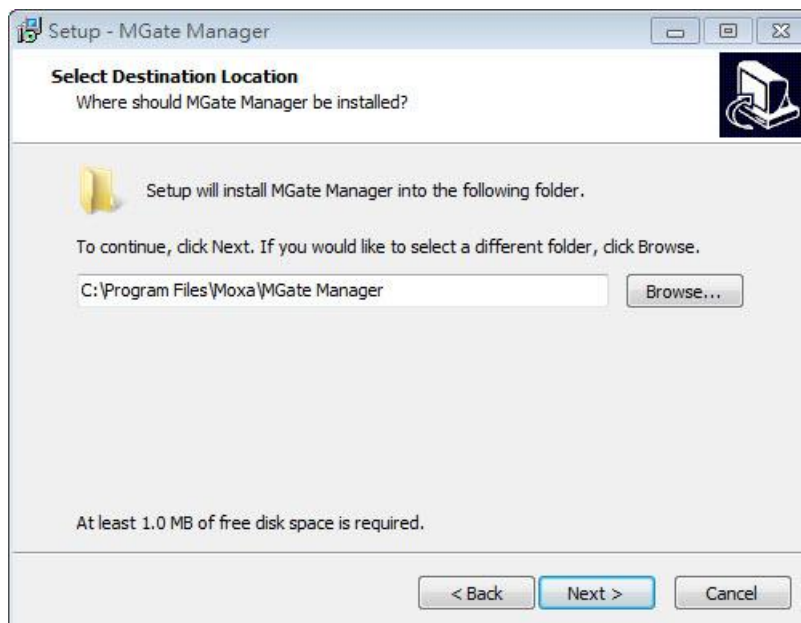 Setup - MGate Manager
Select Destination Location
Where should MGate Manager be installed?
Setup will install MGate Manager into the following folder.
To continue, click Next. If you would like to select a different folder, click Browse.
C:\Program Files\Moxa\MGate Manager
Browse...
At least 1.0 MB of free disk space is required.
< Back
Next >
Cancel